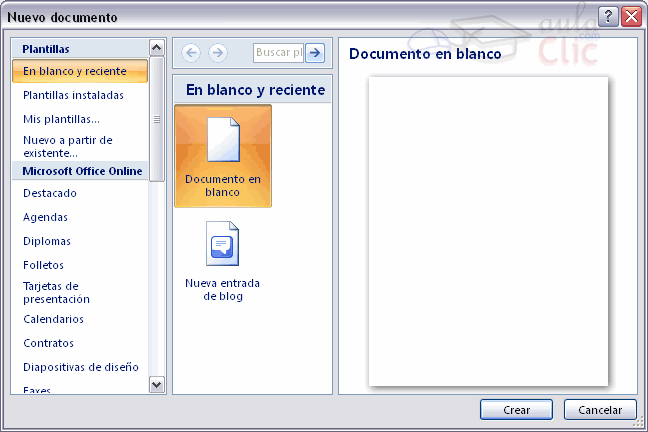 Nuevo documento
Plantillas
En blanco y reciente
Plantillas instaladas
Mis plantillas...
Nuevo a partir de
existente...
Microsoft Office Online
Destacado
Agendas
Diplomas
Folletos
Tarjetas de
presentación
Calendarios
Contratos
Diapositivas de diseño
Faxes
Buscar pl
En blanco y reciente
Documento en
blanco
Nueva entrada
de blog
aula
.com
Clic
Documento en blanco
Crear
Cancelar